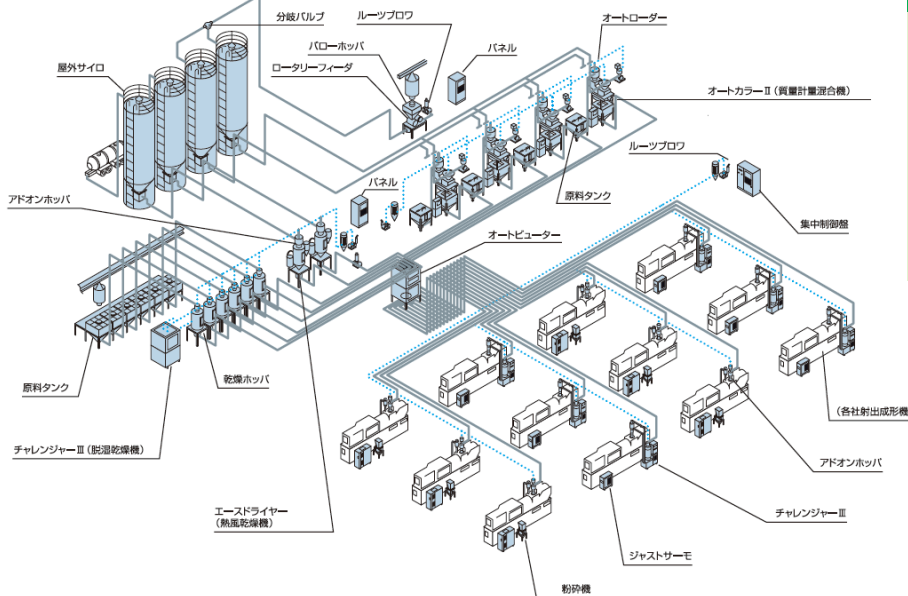 分岐バルブ
ルーツブロワ
オートローダー
バローホッパ
パネル
屋外サイロ
ロータリーフィーダ
オートカラーⅡ(質量計量混合機)
ルーツブロワ
パネル
原料タンク
アドオンホッパ
集中制御盤
オートピューター
原料タンク
乾燥ホッパ
(各社射出成形機
チャレンジャーⅢ(脱湿乾燥機)
アドオンホッパ
エースドライヤー
(熱風乾燥機)
チャレンジャーⅢ
ジャストサーモ
粉砕機